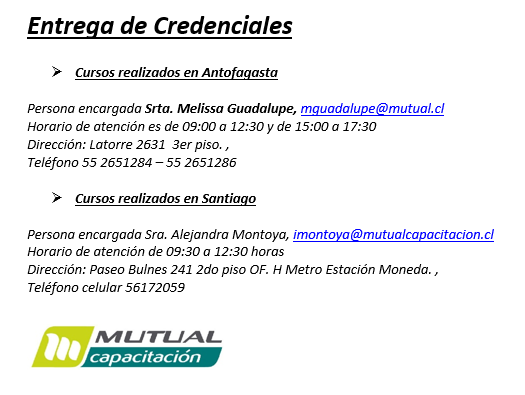 Entrega de Credenciales
➢ Cursos realizados en Antofagasta
Persona encargada Srta. Melissa Guadalupe, mguadalupe@mutual.cl
Horario de atención es de 09:00 a 12:30 y de 15:00 a 17:30
Dirección: Latorre 2631 3er piso. ,
Teléfono 55 2651284 – 55 2651286
➢ Cursos realizados en Santiago
Persona encargada Sra. Alejandra Montoya, imontoya@mutualcapacitacion.cl
Horario de atención de 09:30 a 12:30 horas
Dirección: Paseo Bulnes 241 2do piso OF. H Metro Estación Moneda. ,
Teléfono celular 56172059
MUTUAL
capacitación